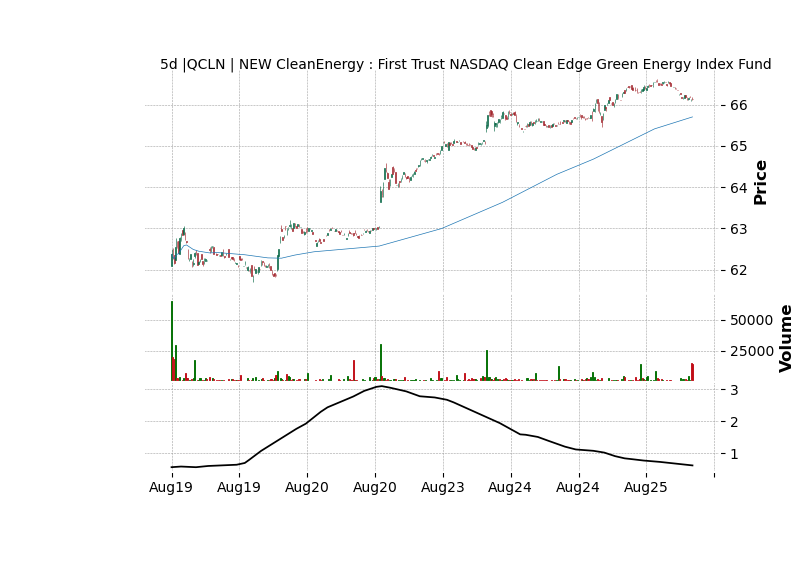 5d |QCLN | NEW CleanEnergy : First Trust NASDAQ Clean Edge Green Energy Index Fund
66
65
64
63
62
Price
50000
25000
Volume
3
2
1
Aug19 Aug19 Aug20 Aug20 Aug23 Aug24 Aug24 Aug25